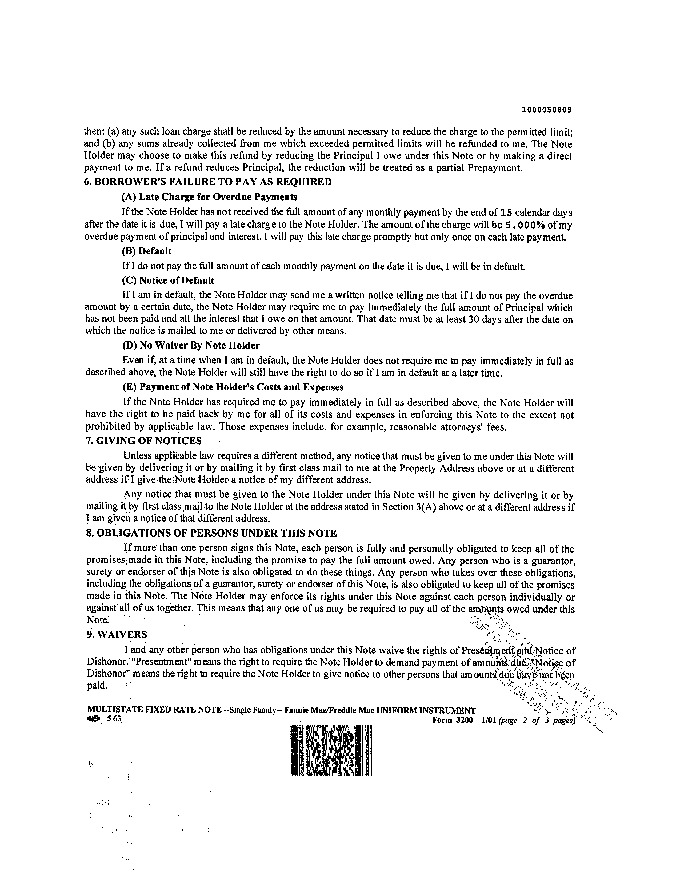 1000050809
then: (a) any such loan charge shall be reduced by the amount necessary to reduce the charge to the permitted limit;
and (b) any sums already collected from me which exceeded permitted limits will be refunded to me. The Note
Holder may choose to make this refund by reducing the Principal I owe under this Note or by making a direct
payment to me. If a refund reduces Principal, the reduction will be treated as a partial Prepayment.
6. BORROWER'S FAILURE TO PAY AS REQUIRED
(A) Late Charge for Overdue Payments
If the Note Holder has not received the full amount of any monthly payment by the end of 15 calendar days
after the date it is due, I will pay a late charge to the Note Holder. The amount of the charge will be 5.000% of my
overdue payment of principal and interest. I will pay this late charge promptly but only once on each late payment.
(B) Default
If I do not pay the full amount of each monthly payment on the date it is due, I will be in default.
(C) Notice of Default
If I am in default, the Note Holder may send me a written notice telling me that if I do not pay the overdue
amount by a certain date, the Note Holder may require me to pay immediately the full amount of Principal which
has not been paid and all the interest that I owe on that amount. That date must be at least 30 days after the date on
which the notice is mailed to me or delivered by other means.
(D) No Waiver By Note Holder
Even if, at a time when I am in default, the Note Holder does not require me to pay immediately in full as
described above, the Note Holder will still have the right to do so if I am in default at a later time.
(E) Payment of Note Holder's Costs and Expenses
If the Note Holder has required me to pay immediately in full as described above, the Note Holder will
have the right to be paid back by me for all of its costs and expenses in enforcing this Note to the extent not
prohibited by applicable law. Those expenses include, for example, reasonable attorneys' fees.
7. GIVING OF NOTICES
Unless applicable law requires a different method, any notice that must be given to me under this Note will
be given by delivering it or by mailing it by first class mail to me at the Property Address above or at a different
address if I give the Note Holder a notice of my different address.
Any notice that must be given to the Note Holder under this Note will be given by delivering it or by
mailing it by first class mail to the Note Holder at the address stated in Section 3(A) above or at a different address if
I am given a notice of that different address.
8. OBLIGATIONS OF PERSONS UNDER THIS NOTE
If more than one person signs this Note, each person is fully and personally obligated to keep all of the
promises made in this Note, including the promise to pay the full amount owed. Any person who is a guarantor,
surety or endorser of this Note is also obligated to do these things. Any person who takes over these obligations,
including the obligations of a guarantor, surety or endorser of this Note, is also obligated to keep all of the promises
made in this Note. The Note Holder may enforce its rights under this Note against each person individually or
against all of us together. This means that any one of us may be required to pay all of the amounts owed under this
Note.
9. WAIVERS
I and any other person who has obligations under this Note waive the rights of Presentment and Notice of
Dishonor. "Presentment" means the right to require the Note Holder to demand payment of amounts due. "Notice of
Dishonor" means the right to require the Note Holder to give notice to other persons that amounts due have not been
paid.
MULTISTATE FIXED RATE NOTE--Single Family--Fannie Mae/Freddie Mac UNIFORM INSTRUMENT
563
Form 3200 1/01 (page 2 of 3 pages)